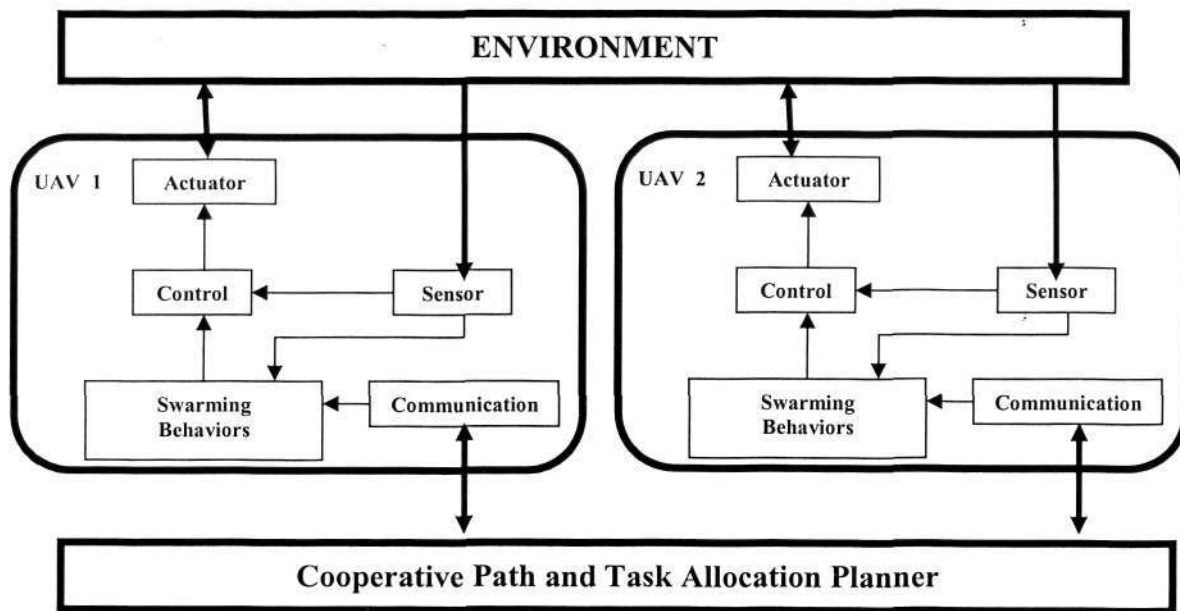 ENVIRONMENT
UAV 1
Actuator
Control
Sensor
Swarming
Behaviors
Communication
UAV 2
Actuator
Control
Sensor
Swarming
Behaviors
Communication
Cooperative Path and Task Allocation Planner